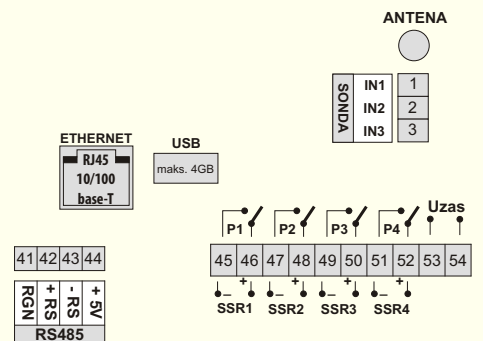 ANTENA
SONDA
IN1 1
IN2 2
IN3 3
ETHERNET
RJ45
10/100
base-T
USB
maks. 4GB
P1 P2 P3 P4 Uzas
41 42 43 44
45 46 47 48 49 50 51 52 53 54
RGN + RS - RS + 5V
RS485
– + – + – + – +
SSR1 SSR2 SSR3 SSR4